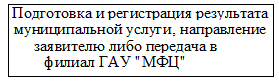 Подготовка и регистрация результата
муниципальной услуги, направление
заявителю либо передача в
филиал ГАУ "МФЦ"